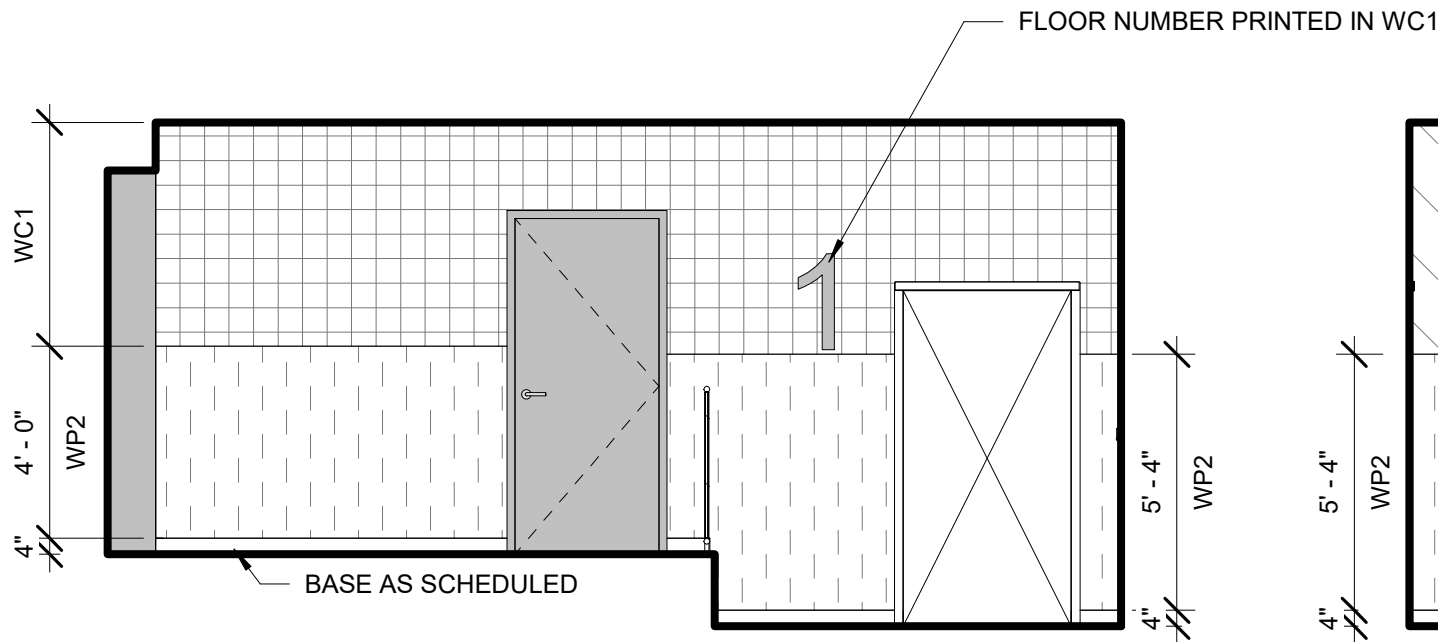 FLOOR NUMBER PRINTED IN WC1
WC1
4' - 0"
WP2
4"
1
BASE AS SCHEDULED
5' - 4"
WP2
4"
5' - 4"
WP2
4"